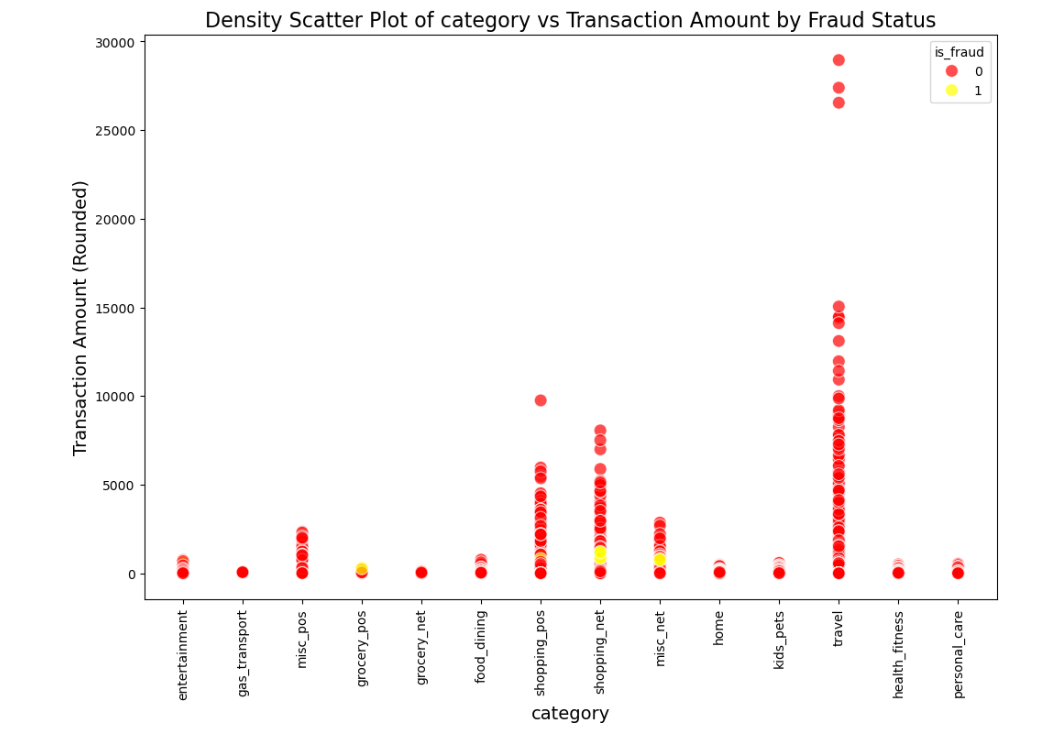 Density Scatter Plot of category vs Transaction Amount by Fraud Status
is_fraud
0
1
Transaction Amount (Rounded)
30000
25000
20000
15000
10000
5000
0
entertainment
gas_transport
misc_pos
grocery_pos
grocery_net
food_dining
shopping_pos
shopping_net
misc_net
home
kids_pets
travel
health_fitness
personal_care
category